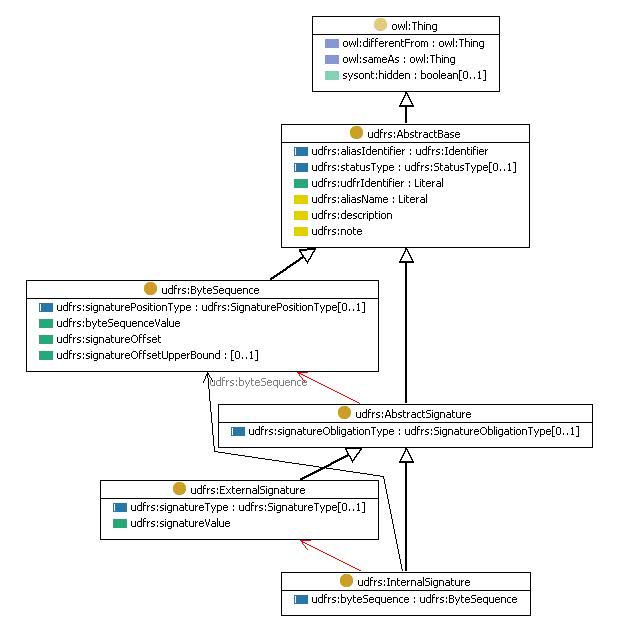 owl:Thing
owl:differentFrom : owl:Thing
owl:sameAs : owl:Thing
sysont:hidden : boolean[0..1]
udfrs:AbstractBase
udfrs:aliasIdentifier : udfrs:Identifier
udfrs:statusType : udfrs:StatusType[0..1]
udfrs:udfrIdentifier : Literal
udfrs:aliasName : Literal
udfrs:description
udfrs:note
udfrs:ByteSequence
udfrs:signaturePositionType : udfrs:SignaturePositionType[0..1]
udfrs:byteSequenceValue
udfrs:signatureOffset
udfrs:signatureOffsetUpperBound : [0..1]
udfrs:byteSequence
udfrs:AbstractSignature
udfrs:signatureObligationType : udfrs:SignatureObligationType[0..1]
udfrs:ExternalSignature
udfrs:signatureType : udfrs:SignatureType[0..1]
udfrs:signatureValue
udfrs:InternalSignature
udfrs:byteSequence : udfrs:ByteSequence